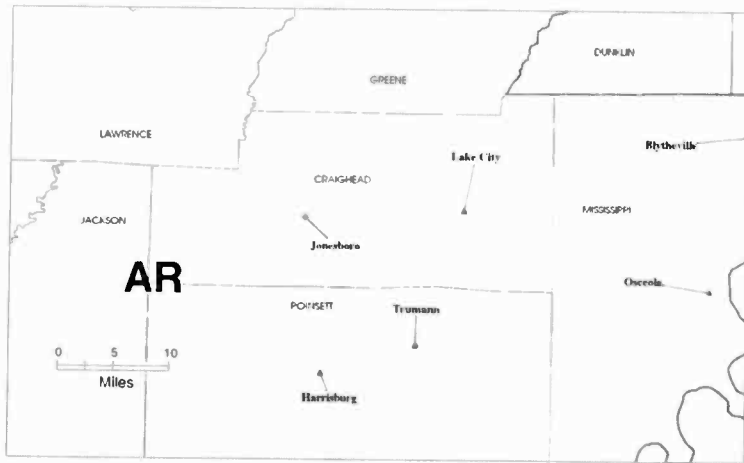 DUNKLIN
GREENE
LAWRENCE
Blytheville
Lake City
CRAIGHEAD
MISSISSIPPI
JACKSON
Jonesboro
AR
Osceola
POINSETT
Trumann
0 5 10
Miles
Harrisburg